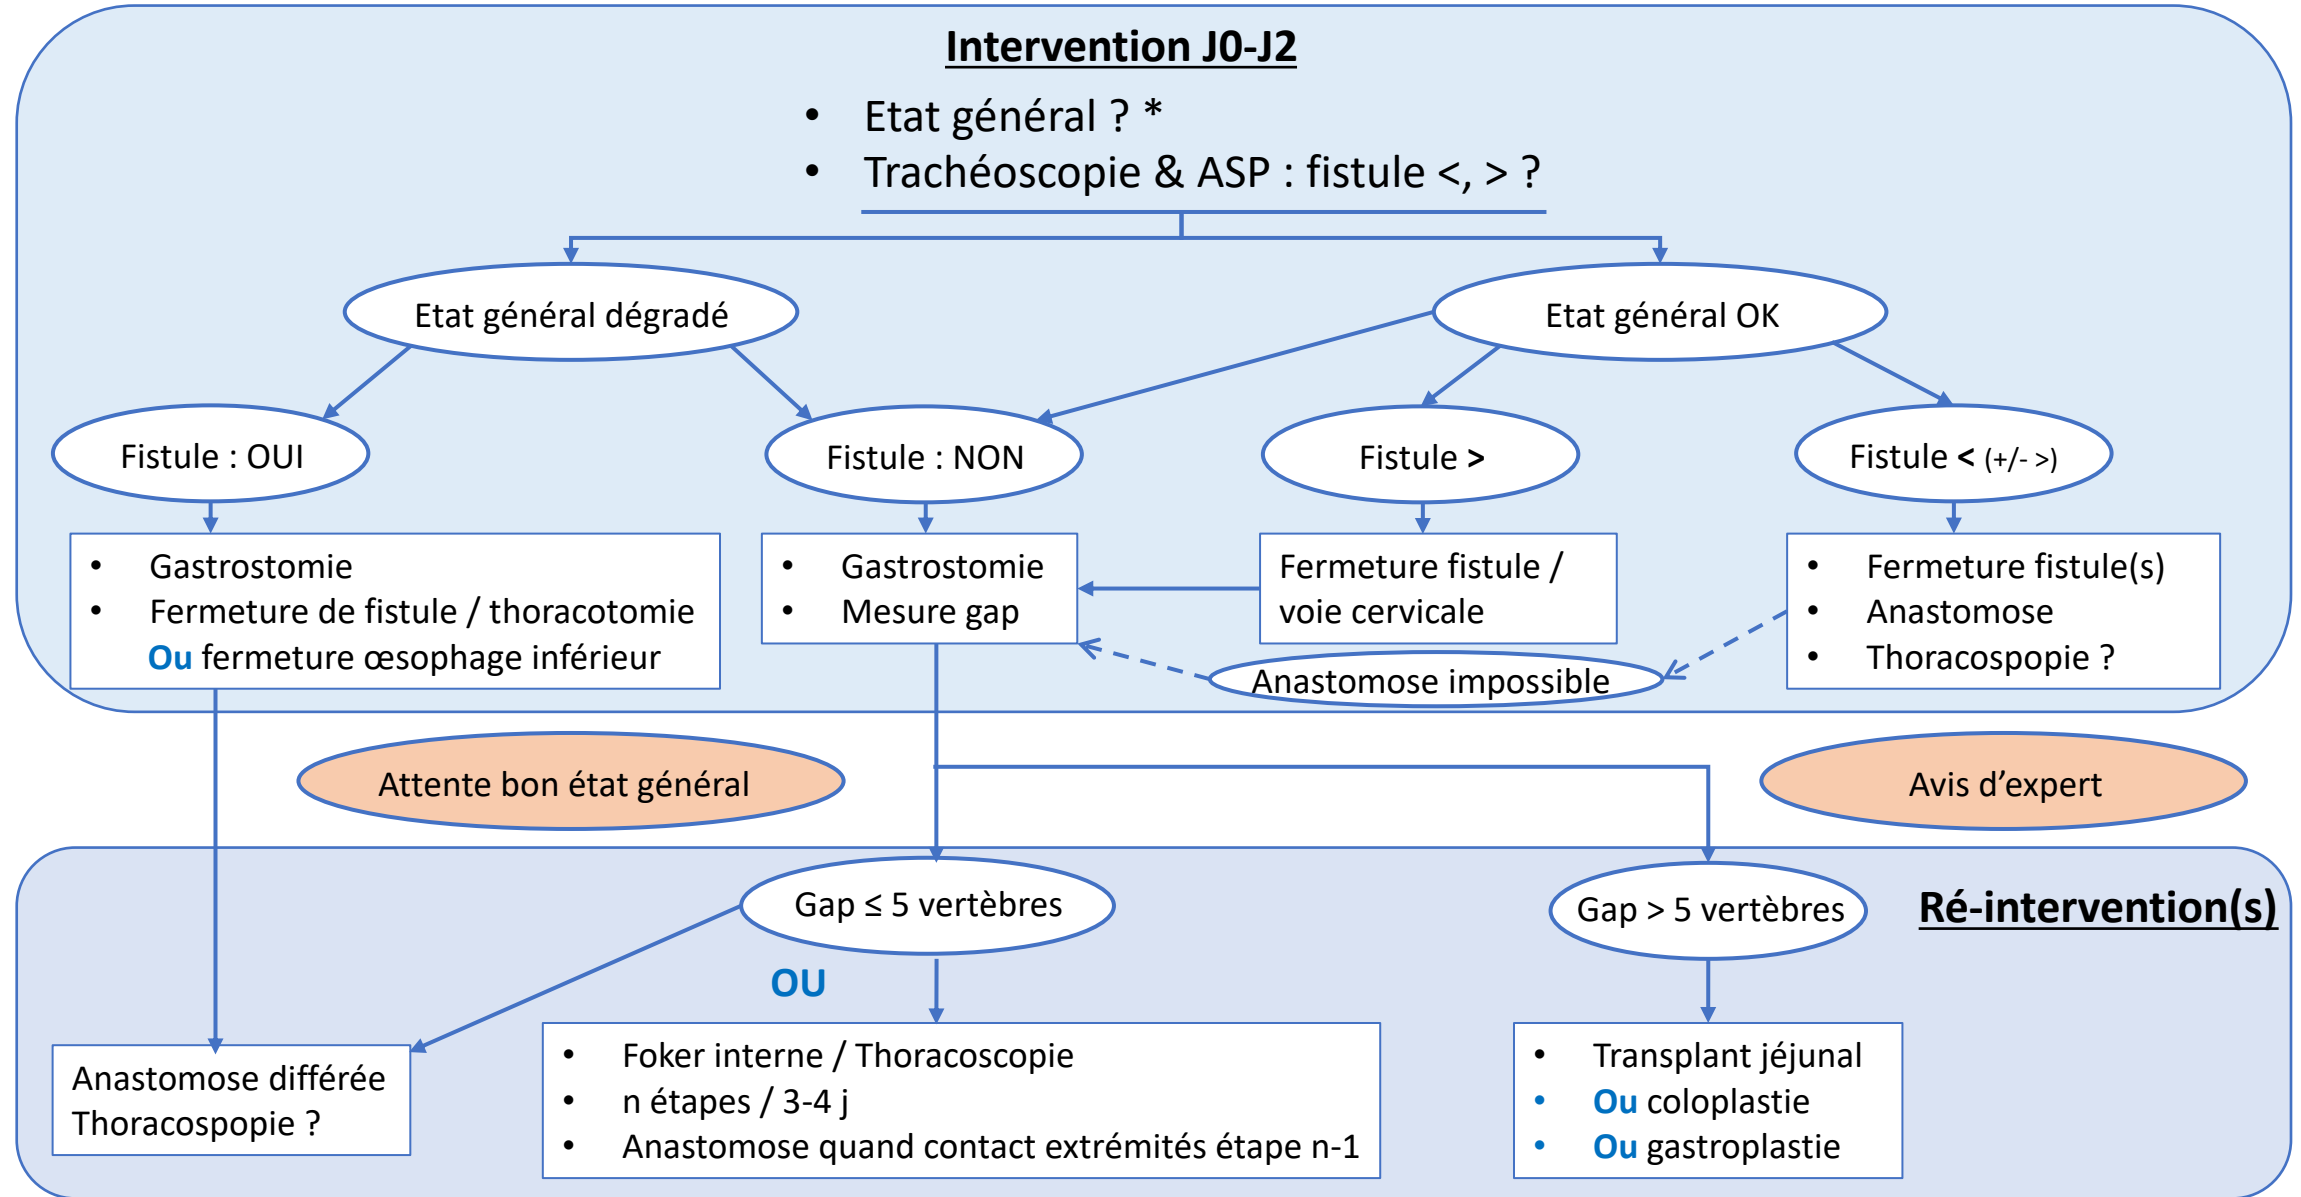 Intervention J0-J2
• Etat général ? *
• Trachéoscopie & ASP : fistule <, > ?
Etat général dégradé
Etat général OK
Fistule : OUI
Fistule : NON
Fistule >
Fistule < (+/- >)
• Gastrostomie
• Fermeture de fistule / thoracotomie
Ou fermeture œsophage inférieur
• Gastrostomie
• Mesure gap
Fermeture fistule /
voie cervicale
• Fermeture fistule(s)
• Anastomose
• Thoracospopie ?
Anastomose impossible
Attente bon état général
Avis d’expert
Gap ≤ 5 vertèbres
Gap > 5 vertèbres
Ré-intervention(s)
OU
Anastomose différée
Thoracospopie ?
• Foker interne / Thoracoscopie
• n étapes / 3-4 j
• Anastomose quand contact extrémités étape n-1
• Transplant jéjunal
• Ou coloplastie
• Ou gastroplastie